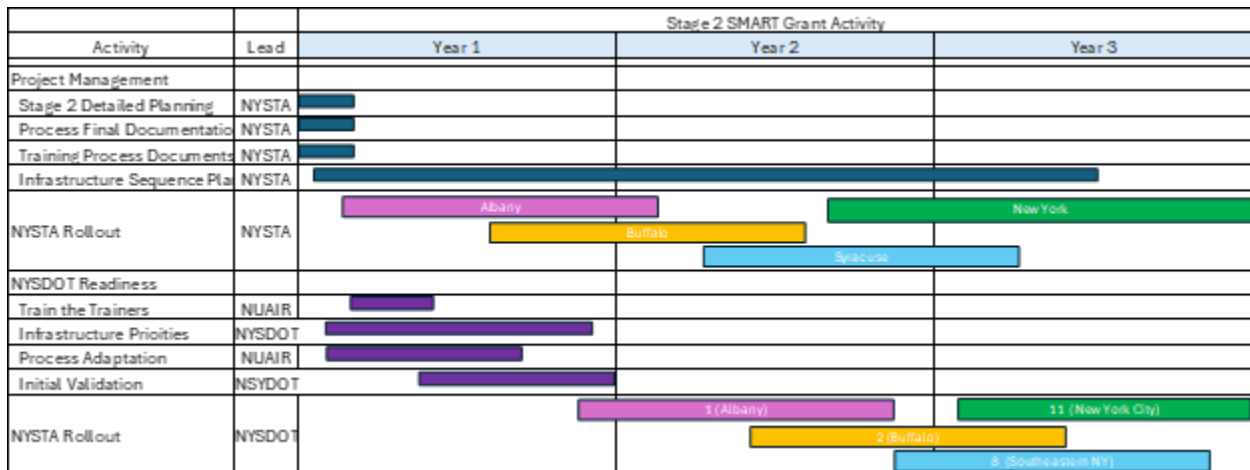 Stage 2 SMART Grant Activity
Activity Lead Year 1 Year 2 Year 3
Project Management
Stage 2 Detailed Planning NYSTA
Process Final Documentatio NYSTA
Training Process Documents NYSTA
Infrastructure Sequence Pla NYSTA
Albany New York
NYSTA Rollout NYSTA Buffalo
Syracuse
NYSDOT Readiness
Train the Trainers NUAIR
Infrastructure Prioities NYSDOT
Process Adaptation NUAIR
Initial Validation NSYDOT
1 (Albany) 11 (New York City)
NYSTA Rollout NYSDOT 2 (Buffalo)
8 (Southeastern NY)